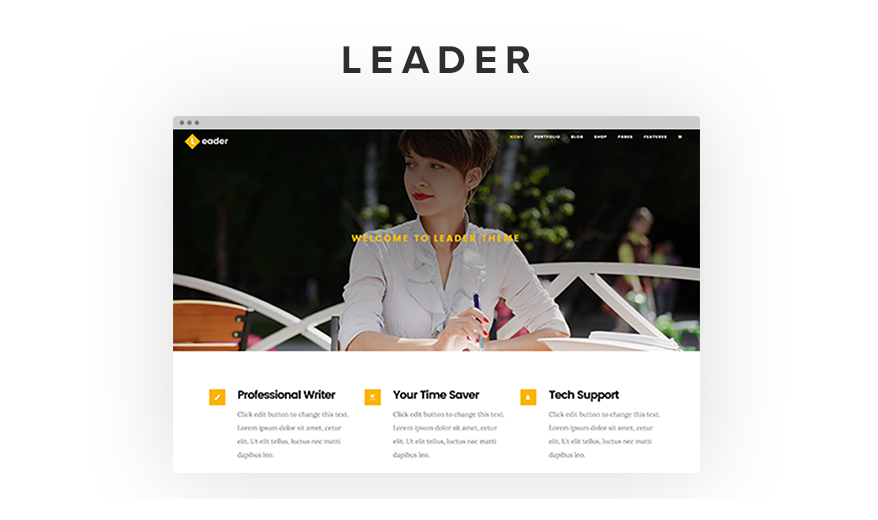 LEADER
L eader
HOME PORTFOLIO BLOG SHOP PAGES FEATURES
WELCOME TO LEADER THEME
Professional Writer
Click edit button to change this text.
Lorem ipsum dolor sit amet, cetur
elit. Ut elit tellus, luctus nec matti
dapibus leo.
Your Time Saver
Click edit button to change this text.
Lorem ipsum dolor sit amet, cetur
elit. Ut elit tellus, luctus nec matti
dapibus leo.
Tech Support
Click edit button to change this text.
Lorem ipsum dolor sit amet, cetur
elit. Ut elit tellus, luctus nec matti
dapibus leo.